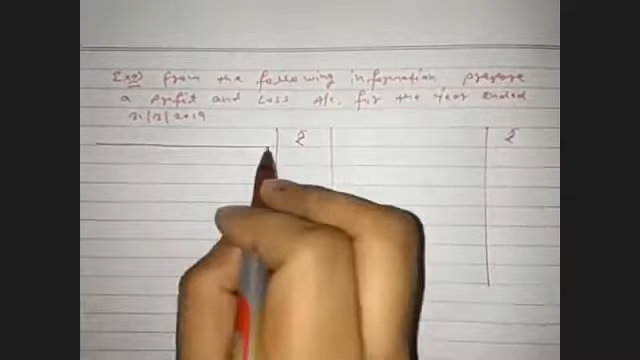 Ex:) from the following information prepare
a profit and Loss A/c. for the Year Ended
31/3/2019
₹ ₹